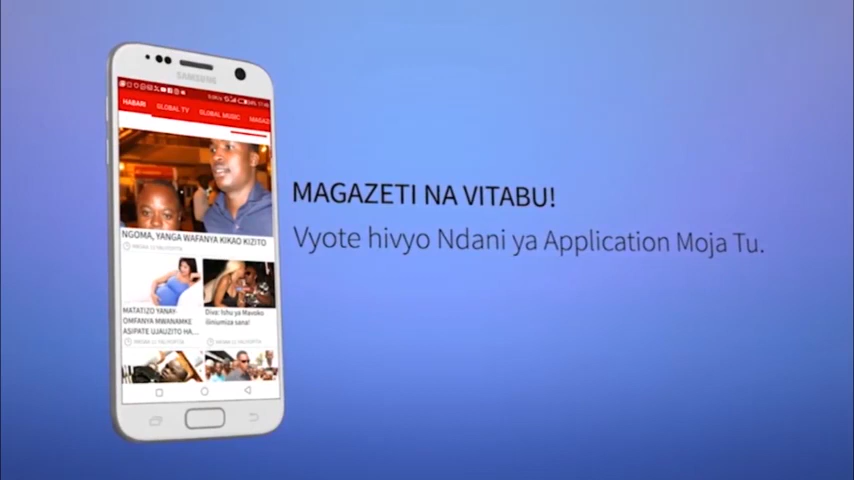 SAMSUNG
HABARI GLOBAL TV GLOBAL MUSIC MAGAZ
NGOMA, YANGA WAFANYA KIKAO KIZITO
MATATIZO YANAY-
OMFANYA MWANAMKE
ASIPATE UJAUZITO HA...
Diva: Ishu ya Mavoko
iliniumiza sana!
MAGAZETI NA VITABU!
Vyote hivyo Ndani ya Application Moja Tu.